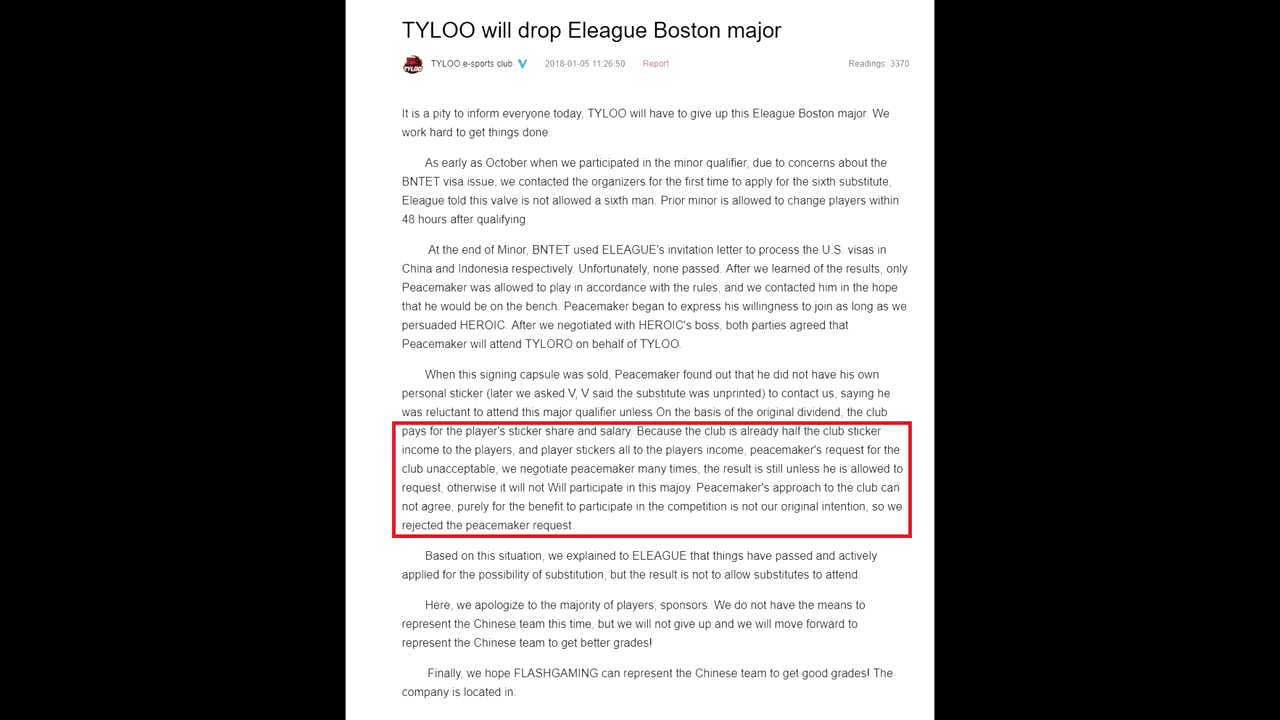 TYLOO will drop Eleague Boston major
TYLOO TYLOO e-sports club V 2018-01-05 11:26:50 Report Readings: 3370
It is a pity to inform everyone today, TYLOO will have to give up this Eleague Boston major. We
work hard to get things done.
As early as October when we participated in the minor qualifier, due to concerns about the
BNTET visa issue, we contacted the organizers for the first time to apply for the sixth substitute,
Eleague told this valve is not allowed a sixth man. Prior minor is allowed to change players within
48 hours after qualifying.
At the end of Minor, BNTET used ELEAGUE's invitation letter to process the U.S. visas in
China and Indonesia respectively. Unfortunately, none passed. After we learned of the results, only
Peacemaker was allowed to play in accordance with the rules, and we contacted him in the hope
that he would be on the bench. Peacemaker began to express his willingness to join as long as we
persuaded HEROIC. After we negotiated with HEROIC's boss, both parties agreed that
Peacemaker will attend TYLORO on behalf of TYLOO.
When this signing capsule was sold, Peacemaker found out that he did not have his own
personal sticker (later we asked V, V said the substitute was unprinted) to contact us, saying he
was reluctant to attend this major qualifier unless On the basis of the original dividend, the club
pays for the player's sticker share and salary. Because the club is already half the club sticker
income to the players, and player stickers all to the players income, peacemaker's request for the
club unacceptable, we negotiate peacemaker many times, the result is still unless he is allowed to
request, otherwise it will not Will participate in this majoy. Peacemaker's approach to the club can
not agree, purely for the benefit to participate in the competition is not our original intention, so we
rejected the peacemaker request.
Based on this situation, we explained to ELEAGUE that things have passed and actively
applied for the possibility of substitution, but the result is not to allow substitutes to attend.
Here, we apologize to the majority of players, sponsors. We do not have the means to
represent the Chinese team this time, but we will not give up and we will move forward to
represent the Chinese team to get better grades!
Finally, we hope FLASHGAMING can represent the Chinese team to get good grades! The
company is located in: